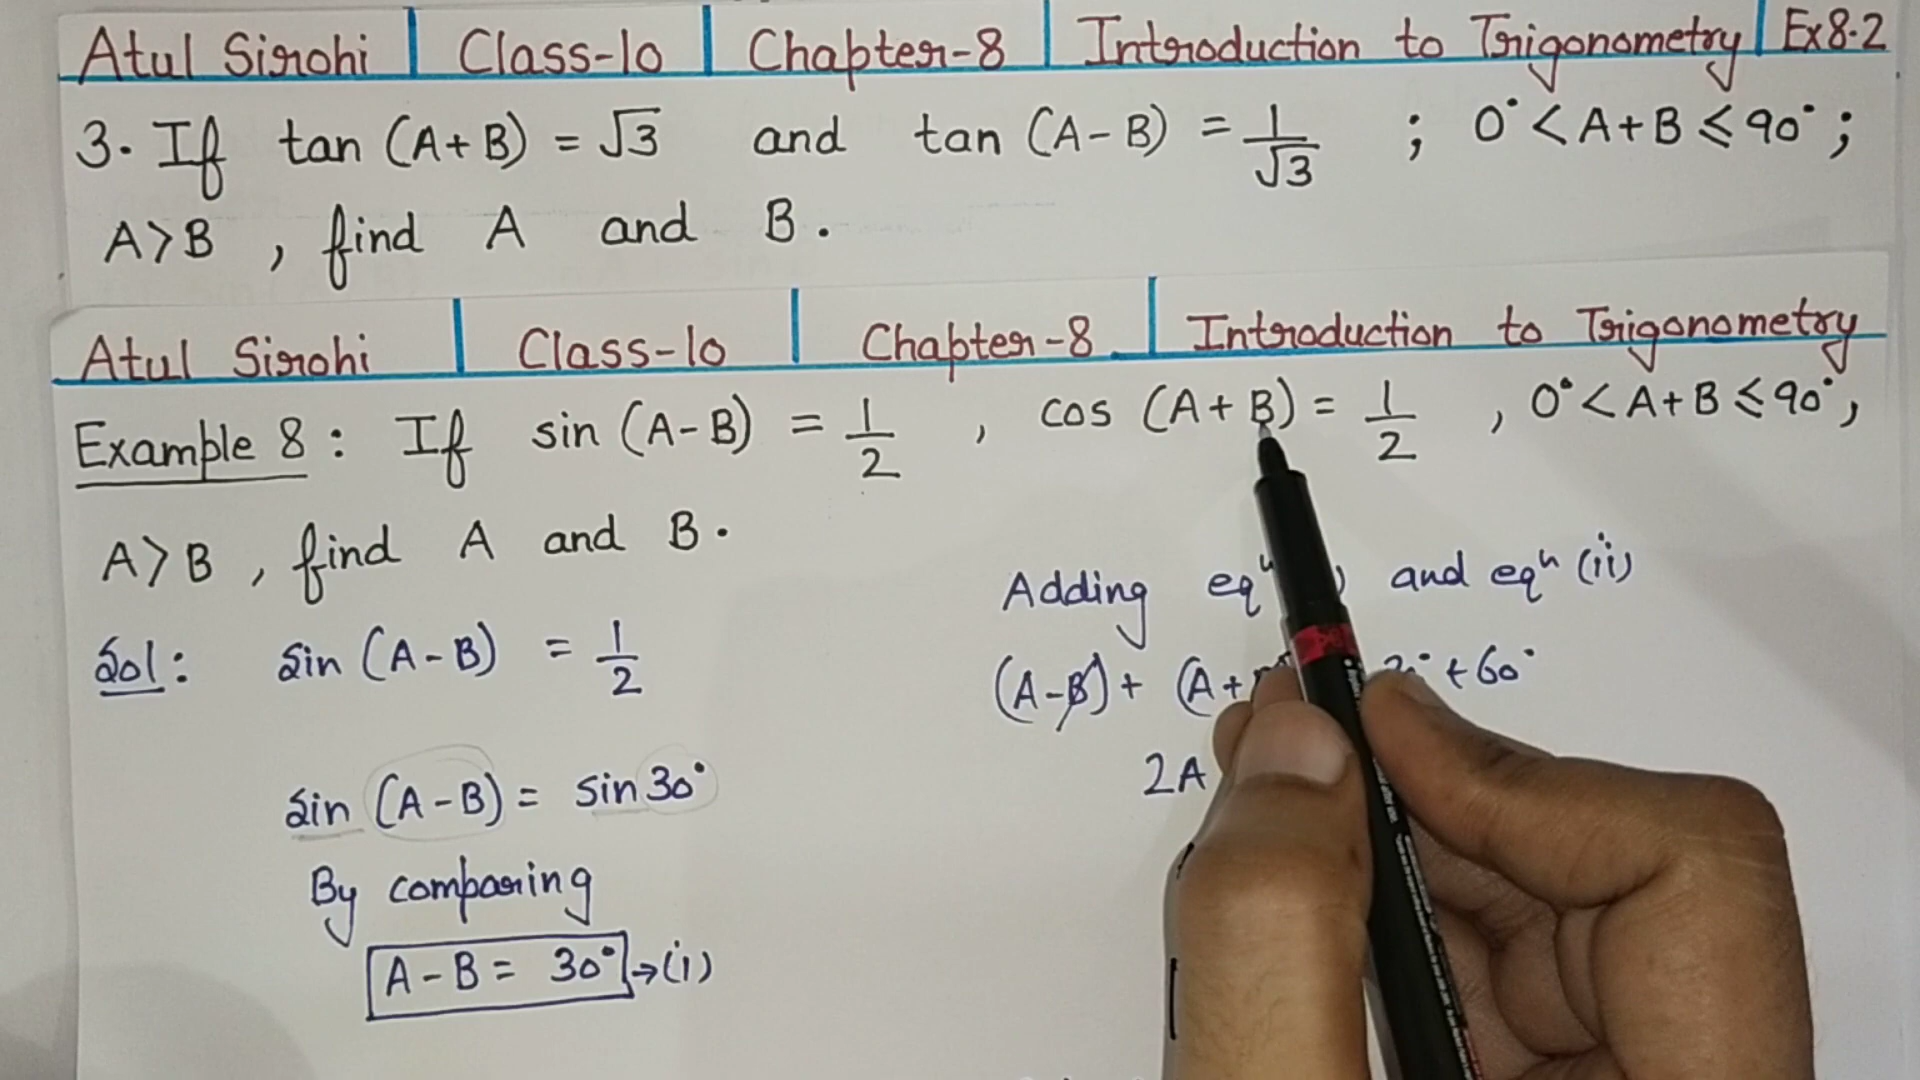 Atul Sirohi | Class-10 | Chapter-8 | Introduction to Trigonometry | Ex 8.2
3. If tan (A+B) = √3 and tan (A-B) = 1/√3 ; 0° < A+B ≤ 90° ;
A>B , find A and B.
Atul Sirohi | Class-10 | Chapter-8 | Introduction to Trigonometry
Example 8 : If sin (A-B) = 1/2 , cos (A+B) = 1/2 , 0° < A+B ≤ 90° ,
A>B , find A and B.
Sol : sin (A-B) = 1/2
sin (A-B) = sin 30°
By comparing
A-B = 30° → (i)
Adding eqn and eqn (ii)
(A-B) + (A+ + 60°
2A